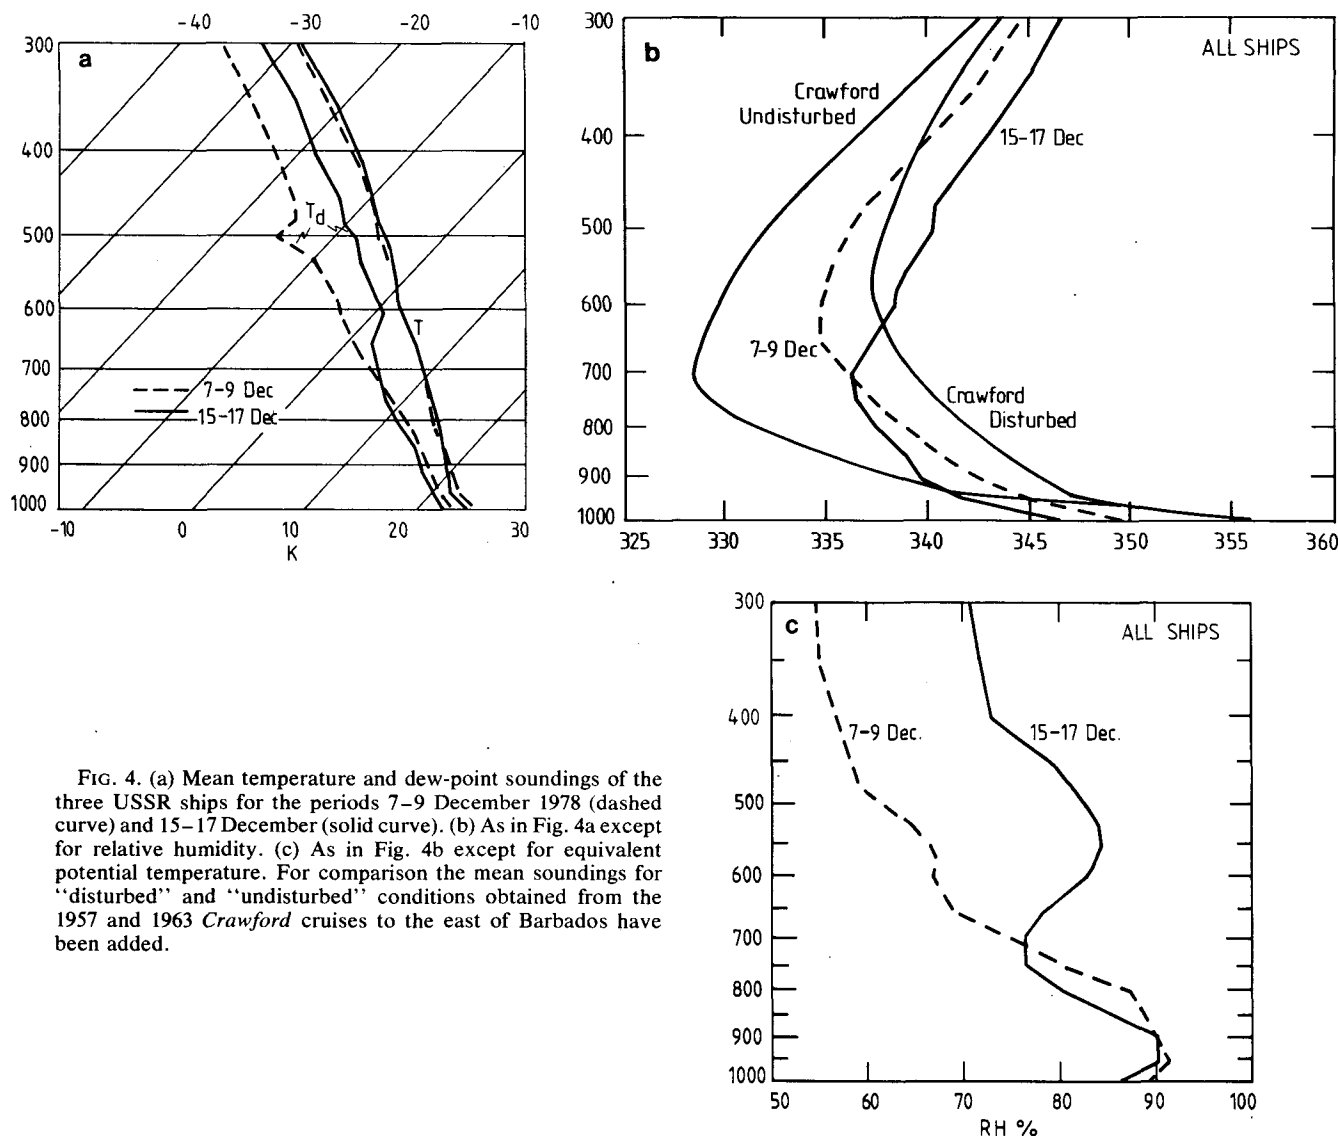 -40 -30 -20 -10
300
a
400
T_d
500
600
T
700
7–9 Dec
800
15–17 Dec
900
1000
-10 0 10 20 30
K
300
b
ALL SHIPS
Crawford
Undisturbed
15–17 Dec
400
500
600
7–9 Dec
700
Crawford
Disturbed
800
900
1000
325 330 335 340 345 350 355 360
300
c
ALL SHIPS
400
7–9 Dec.
15–17 Dec.
500
600
700
800
900
1000
50 60 70 80 90 100
RH %
FIG. 4. (a) Mean temperature and dew-point soundings of the
three USSR ships for the periods 7–9 December 1978 (dashed
curve) and 15–17 December (solid curve). (b) As in Fig. 4a except
for relative humidity. (c) As in Fig. 4b except for equivalent
potential temperature. For comparison the mean soundings for
“disturbed” and “undisturbed” conditions obtained from the
1957 and 1963 Crawford cruises to the east of Barbados have
been added.